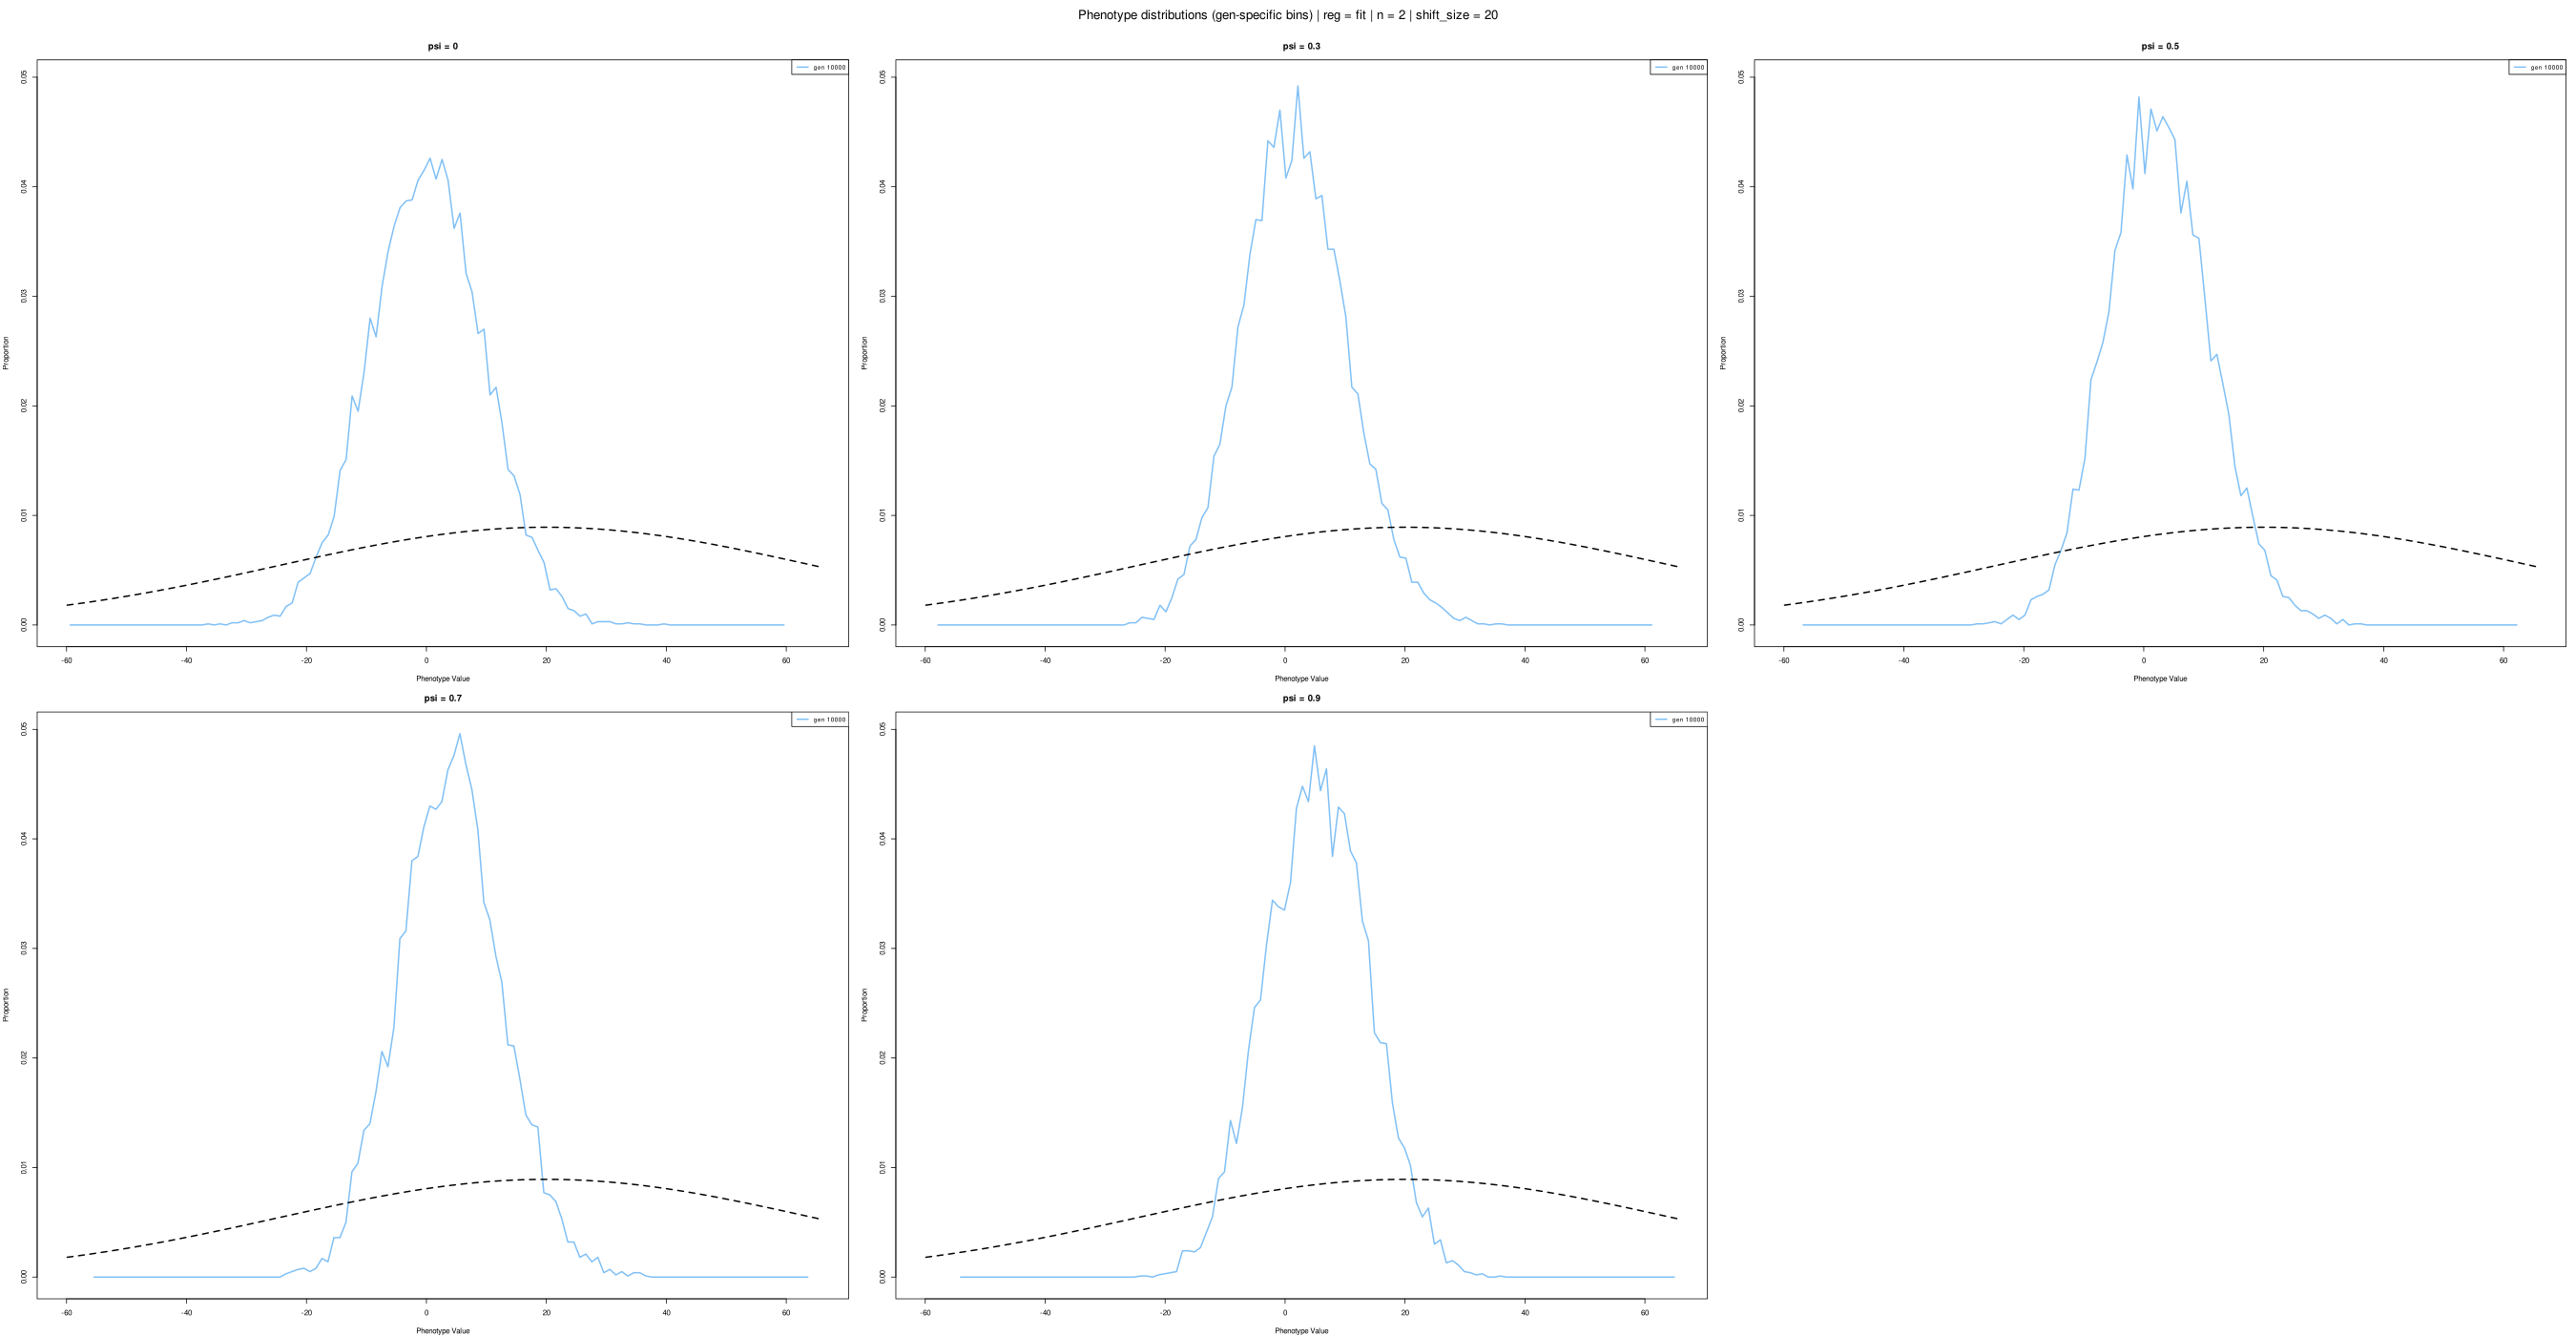 Phenotype distributions (gen-specific bins) | reg = fit | n = 2 | shift_size = 20
psi = 0
gen 10000
Proportion
0.05
0.04
0.03
0.02
0.01
0.00
-60 -40 -20 0 20 40 60
Phenotype Value
psi = 0.3
gen 10000
Proportion
0.05
0.04
0.03
0.02
0.01
0.00
-60 -40 -20 0 20 40 60
Phenotype Value
psi = 0.5
gen 10000
Proportion
0.05
0.04
0.03
0.02
0.01
0.00
-60 -40 -20 0 20 40 60
Phenotype Value
psi = 0.7
gen 10000
Proportion
0.05
0.04
0.03
0.02
0.01
0.00
-60 -40 -20 0 20 40 60
Phenotype Value
psi = 0.9
gen 10000
Proportion
0.05
0.04
0.03
0.02
0.01
0.00
-60 -40 -20 0 20 40 60
Phenotype Value